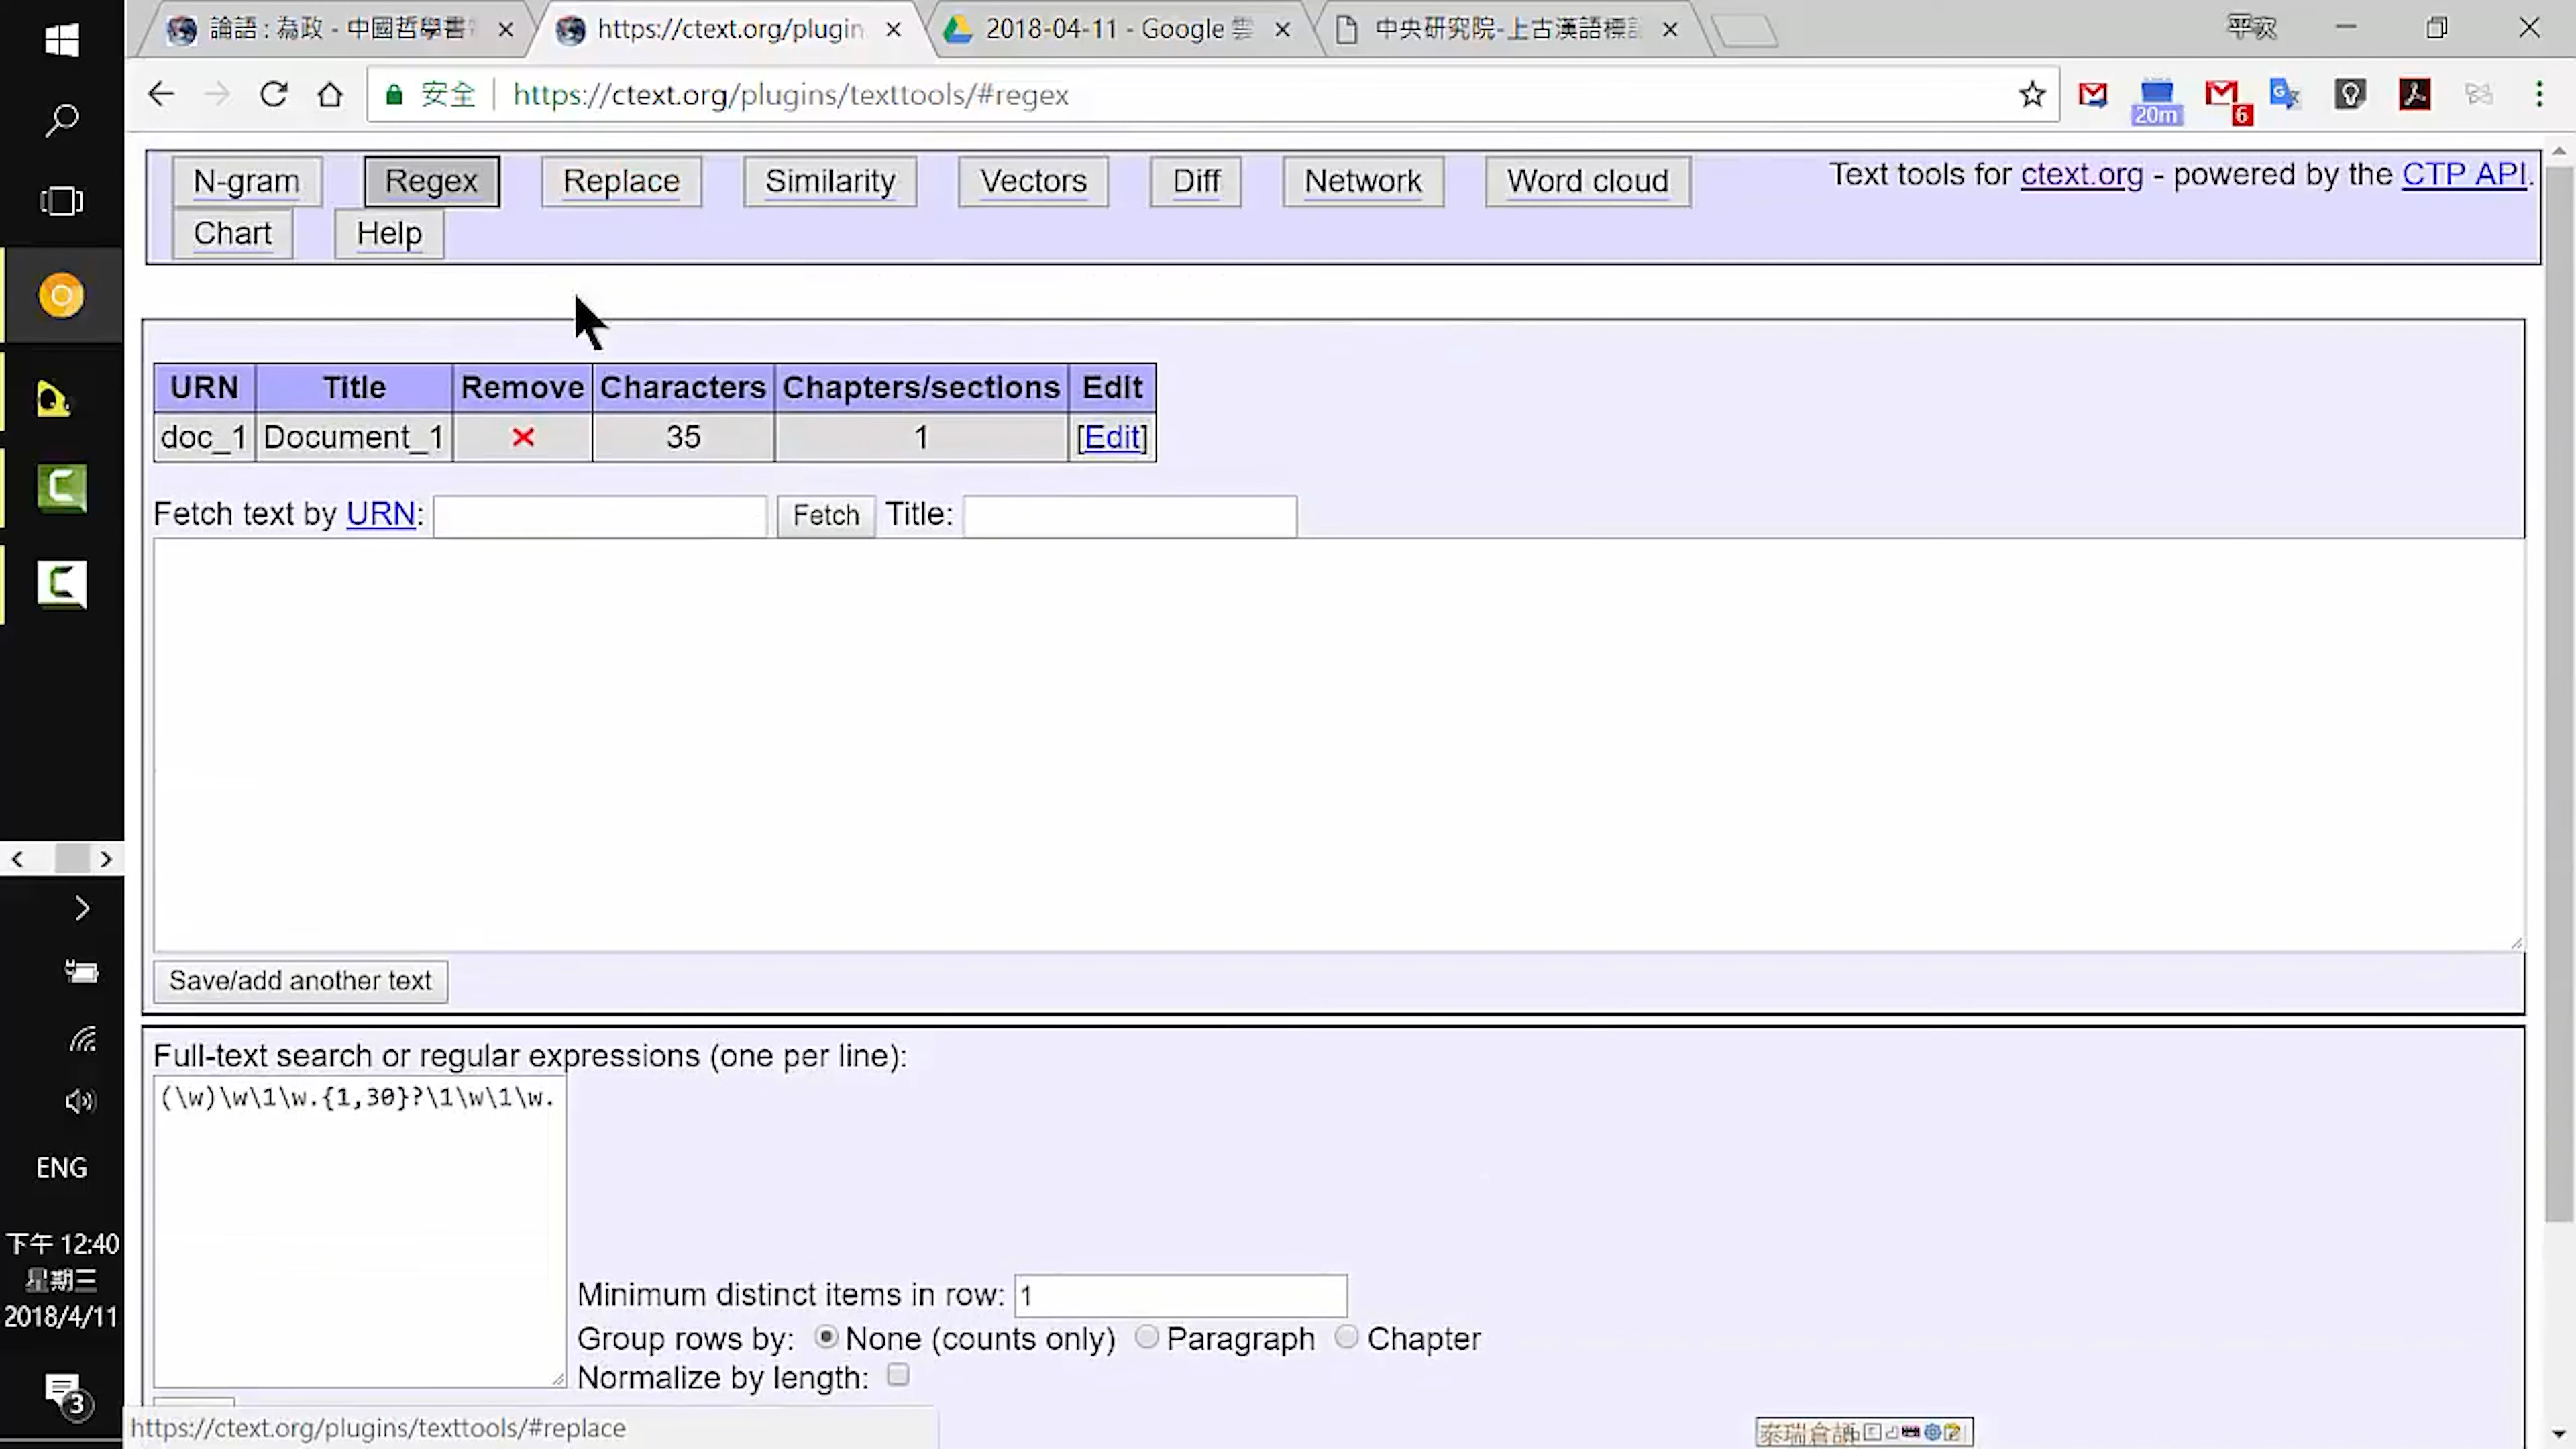 論語 : 為政 - 中國哲學書
https://ctext.org/plugin
2018-04-11 - Google 雲
中央研究院-上古漢語標記
平敏
安全
https://ctext.org/plugins/texttools/#regex
20m
6
N-gram
Regex
Replace
Similarity
Vectors
Diff
Network
Word cloud
Text tools for ctext.org - powered by the CTP API.
Chart
Help
URN Title Remove Characters Chapters/sections Edit
doc_1 Document_1 35 1 [Edit]
Fetch text by URN: Fetch Title:
Save/add another text
Full-text search or regular expressions (one per line):
(\w)\w\1\w.{1,30}?\1\w\1\w.
Minimum distinct items in row: 1
Group rows by: None (counts only) Paragraph Chapter
Normalize by length:
https://ctext.org/plugins/texttools/#replace
ENG
下午 12:40
星期三
2018/4/11
3